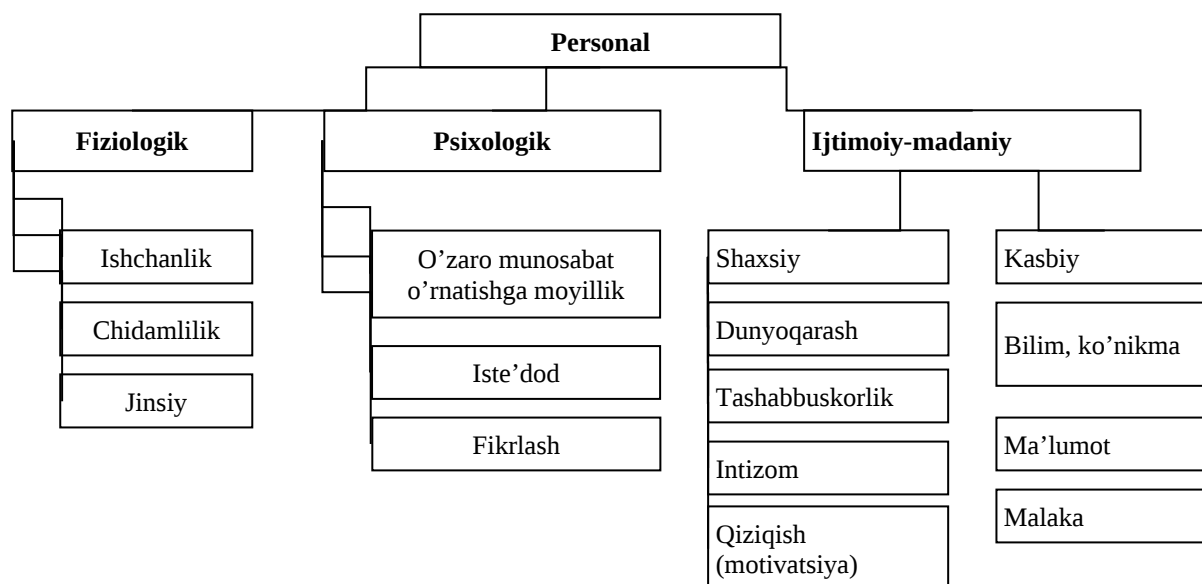 Personal
Fiziologik
Psixologik
Ijtimoiy-madaniy
Ishchanlik
Chidamlilik
Jinsiy
O’zaro munosabat
o’rnatishga moyillik
Iste’dod
Fikrlash
Shaxsiy
Dunyoqarash
Tashabbuskorlik
Intizom
Qiziqish
(motivatsiya)
Kasbiy
Bilim, ko’nikma
Ma’lumot
Malaka